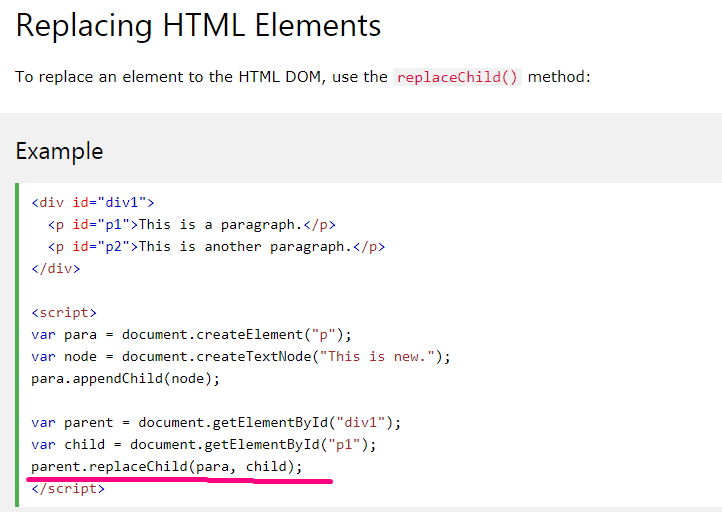 Replacing HTML Elements
To replace an element to the HTML DOM, use the replaceChild() method:
Example
<div id="div1">
  <p id="p1">This is a paragraph.</p>
  <p id="p2">This is another paragraph.</p>
</div>
<script>
var para = document.createElement("p");
var node = document.createTextNode("This is new.");
para.appendChild(node);
var parent = document.getElementById("div1");
var child = document.getElementById("p1");
parent.replaceChild(para, child);
</script>